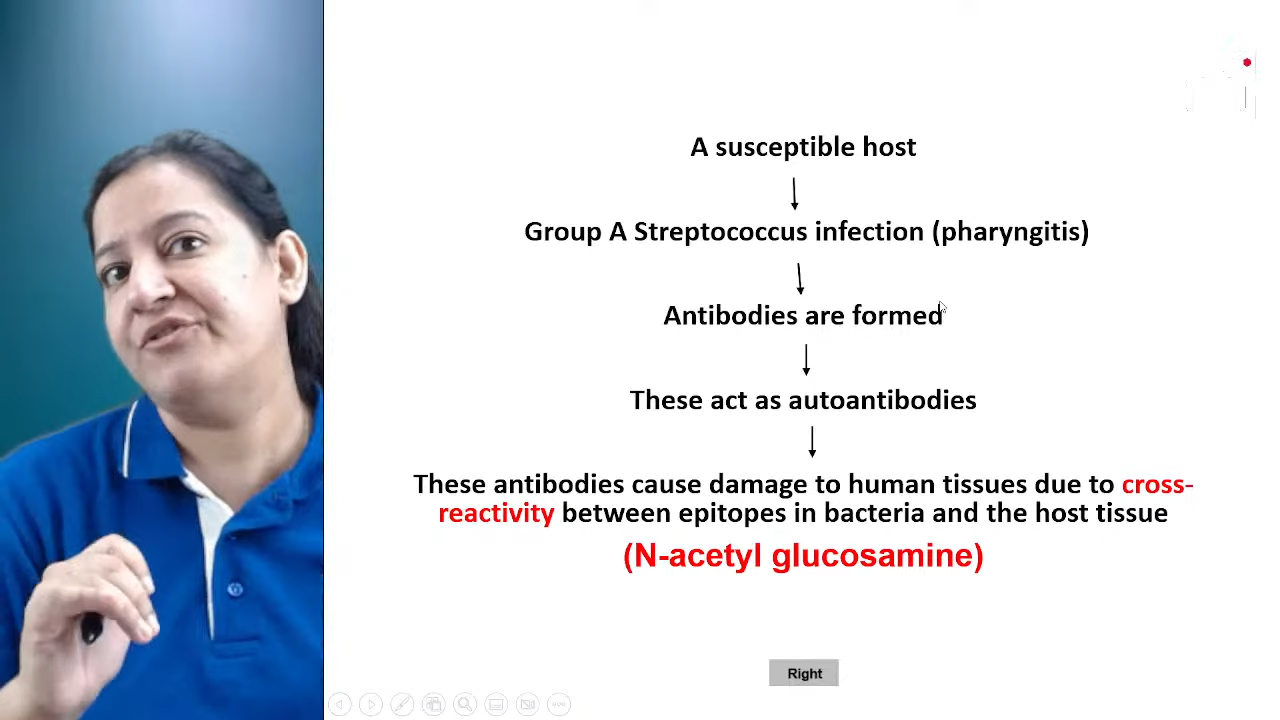 A susceptible host
Group A Streptococcus infection (pharyngitis)
Antibodies are formed
These act as autoantibodies
These antibodies cause damage to human tissues due to cross-
reactivity between epitopes in bacteria and the host tissue
(N-acetyl glucosamine)
Right